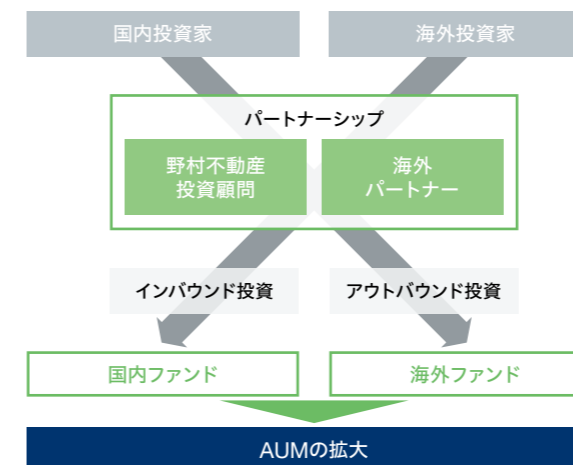 国内投資家
海外投資家
パートナーシップ
野村不動産
投資顧問
海外
パートナー
インバウンド投資
アウトバウンド投資
国内ファンド
海外ファンド
AUMの拡大